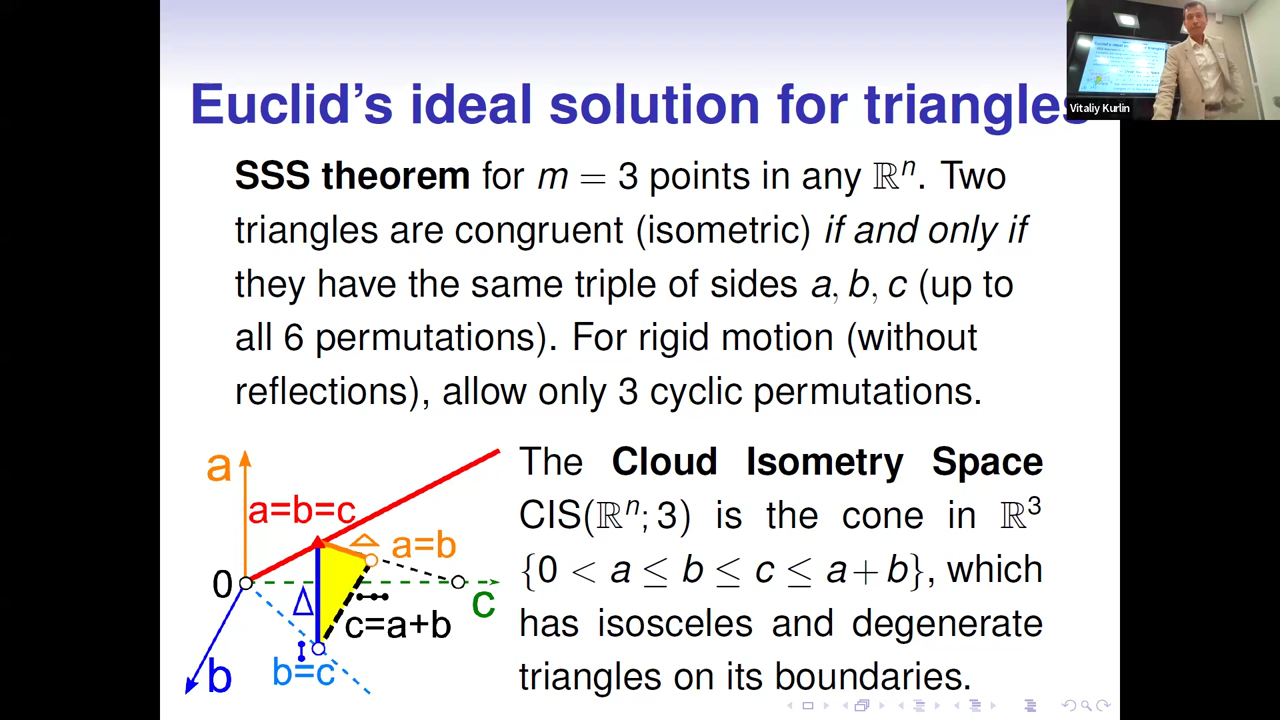 Euclid's ideal solution for triangles
Vitaliy Kurlin
SSS theorem for m = 3 points in any ℝⁿ. Two
triangles are congruent (isometric) if and only if
they have the same triple of sides a, b, c (up to
all 6 permutations). For rigid motion (without
reflections), allow only 3 cyclic permutations.
a
a=b=c
a=b
0
c
c=a+b
b=c
b
The Cloud Isometry Space
CIS(ℝⁿ; 3) is the cone in ℝ³
{0 < a ≤ b ≤ c ≤ a + b}, which
has isosceles and degenerate
triangles on its boundaries.